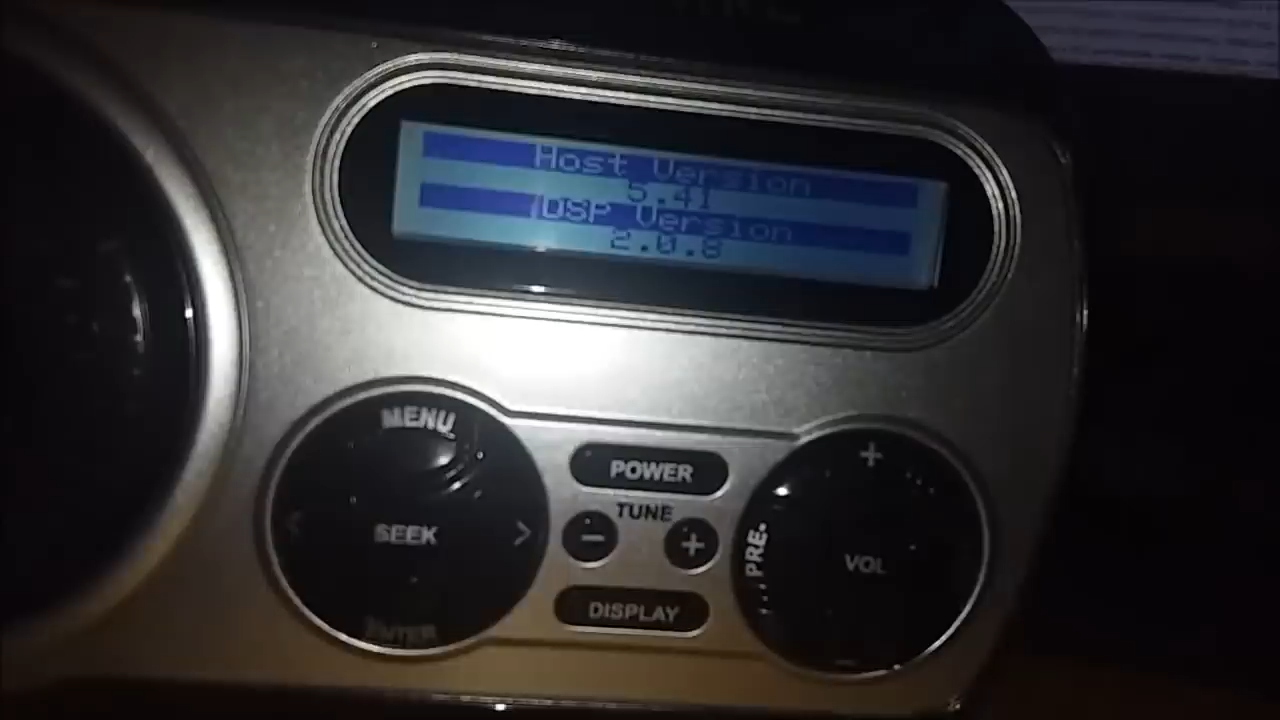 Host Version
5.41
DSP Version
2.0.8
MENU
SEEK
ENTER
POWER
TUNE
DISPLAY
- +
PRE.
+
VOL
-